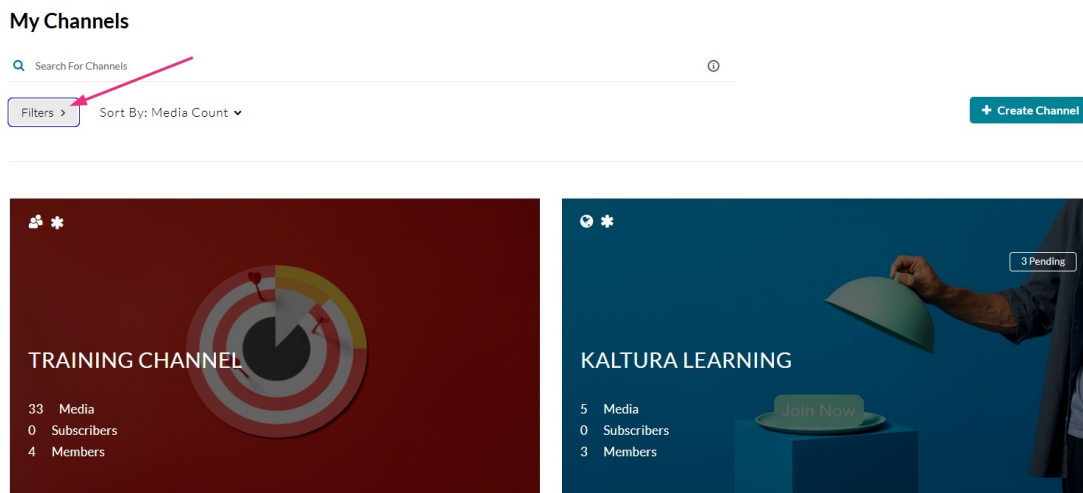 My Channels
Search For Channels
Filters
Sort By: Media Count
+ Create Channel
TRAINING CHANNEL
33 Media
0 Subscribers
4 Members
3 Pending
KALTURA LEARNING
Join Now
5 Media
0 Subscribers
3 Members